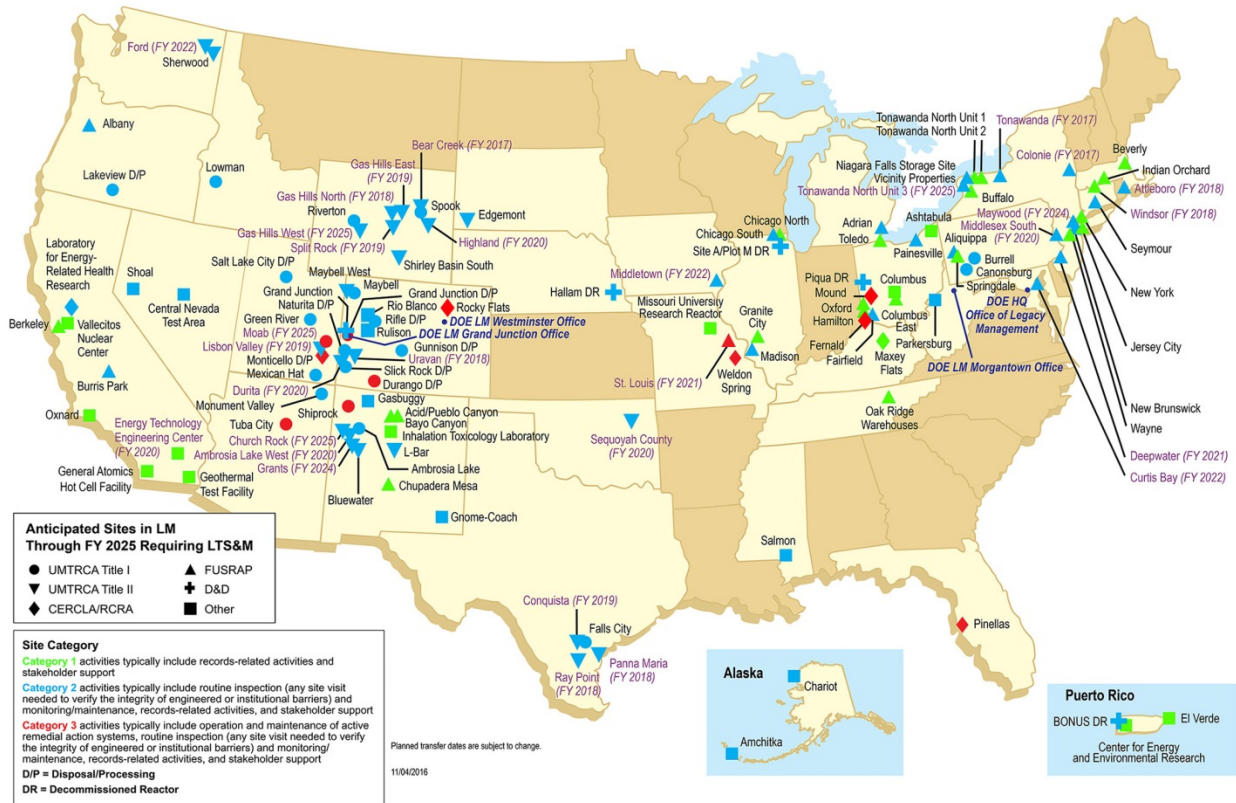 Ford (FY 2022)
Sherwood
Albany
Lakeview D/P
Lowman
Laboratory
for Energy-
Related Health
Research
Shoal
Central Nevada
Test Area
Berkeley
Vallecitos
Nuclear
Center
Burris Park
Oxnard
Energy Technology
Engineering Center
(FY 2020)
General Atomics
Hot Cell Facility
Geothermal
Test Facility
Bear Creek (FY 2017)
Gas Hills East
(FY 2019)
Gas Hills North (FY 2018)
Riverton
Spook
Edgemont
Gas Hills West (FY 2025)
Split Rock (FY 2019)
Highland (FY 2020)
Shirley Basin South
Salt Lake City D/P
Maybell West
Maybell
Grand Junction
Grand Junction D/P
Naturita D/P
Rio Blanco
Rocky Flats
Green River
Rifle D/P
Rulison
DOE LM Westminster Office
DOE LM Grand Junction Office
Moab (FY 2025)
Lisbon Valley (FY 2019)
Gunnison D/P
Monticello D/P
Uravan (FY 2018)
Mexican Hat
Slick Rock D/P
Durita (FY 2020)
Durango D/P
Monument Valley
Gasbuggy
Shiprock
Acid/Pueblo Canyon
Tuba City
Bayo Canyon
Church Rock (FY 2025)
Inhalation Toxicology Laboratory
Ambrosia Lake West (FY 2020)
L-Bar
Grants (FY 2024)
Ambrosia Lake
Bluewater
Chupadera Mesa
Gnome-Coach
Hallam DR
Chicago North
Chicago South
Site A/Plot M DR
Middletown (FY 2022)
Missouri University
Research Reactor
Granite
City
Madison
St. Louis (FY 2021)
Weldon
Spring
Sequoyah County
(FY 2020)
Conquista (FY 2019)
Falls City
Panna Maria
(FY 2018)
Ray Point
(FY 2018)
Salmon
Pinellas
Oak Ridge
Warehouses
Adrian
Toledo
Ashtabula
Painesville
Piqua DR
Mound
Oxford
Hamilton
Fernald
Fairfield
Columbus
Columbus
East
Parkersburg
Maxey
Flats
Aliquippa
Burrell
Canonsburg
Springdale
DOE HQ
Office of Legacy
Management
DOE LM Morgantown Office
Tonawanda North Unit 1
Tonawanda North Unit 2
Tonawanda (FY 2017)
Niagara Falls Storage Site
Vicinity Properties
Tonawanda North Unit 3 (FY 2025)
Buffalo
Colonie (FY 2017)
Beverly
Indian Orchard
Attleboro
(FY 2018)
Windsor
(FY 2018)
Maywood (FY 2024)
Middlesex South
(FY 2020)
Seymour
New York
Jersey City
New Brunswick
Wayne
Deepwater (FY 2021)
Curtis Bay (FY 2022)
Anticipated Sites in LM
Through FY 2025 Requiring LTS&M
UMTRCA Title I
FUSRAP
UMTRCA Title II
D&D
CERCLA/RCRA
Other
Site Category
Category 1 activities typically include records-related activities and
stakeholder support
Category 2 activities typically include routine inspection (any site visit
needed to verify the integrity of engineered or institutional barriers) and
monitoring/maintenance, records-related activities, and stakeholder support
Category 3 activities typically include operation and maintenance of active
remedial action systems, routine inspection (any site visit needed to verify
the integrity of engineered or institutional barriers) and monitoring/
maintenance, records-related activities, and stakeholder support
D/P = Disposal/Processing
DR = Decommissioned Reactor
Planned transfer dates are subject to change.
11/04/2016
Alaska
Chariot
Amchitka
Puerto Rico
BONUS DR
El Verde
Center for Energy
and Environmental Research